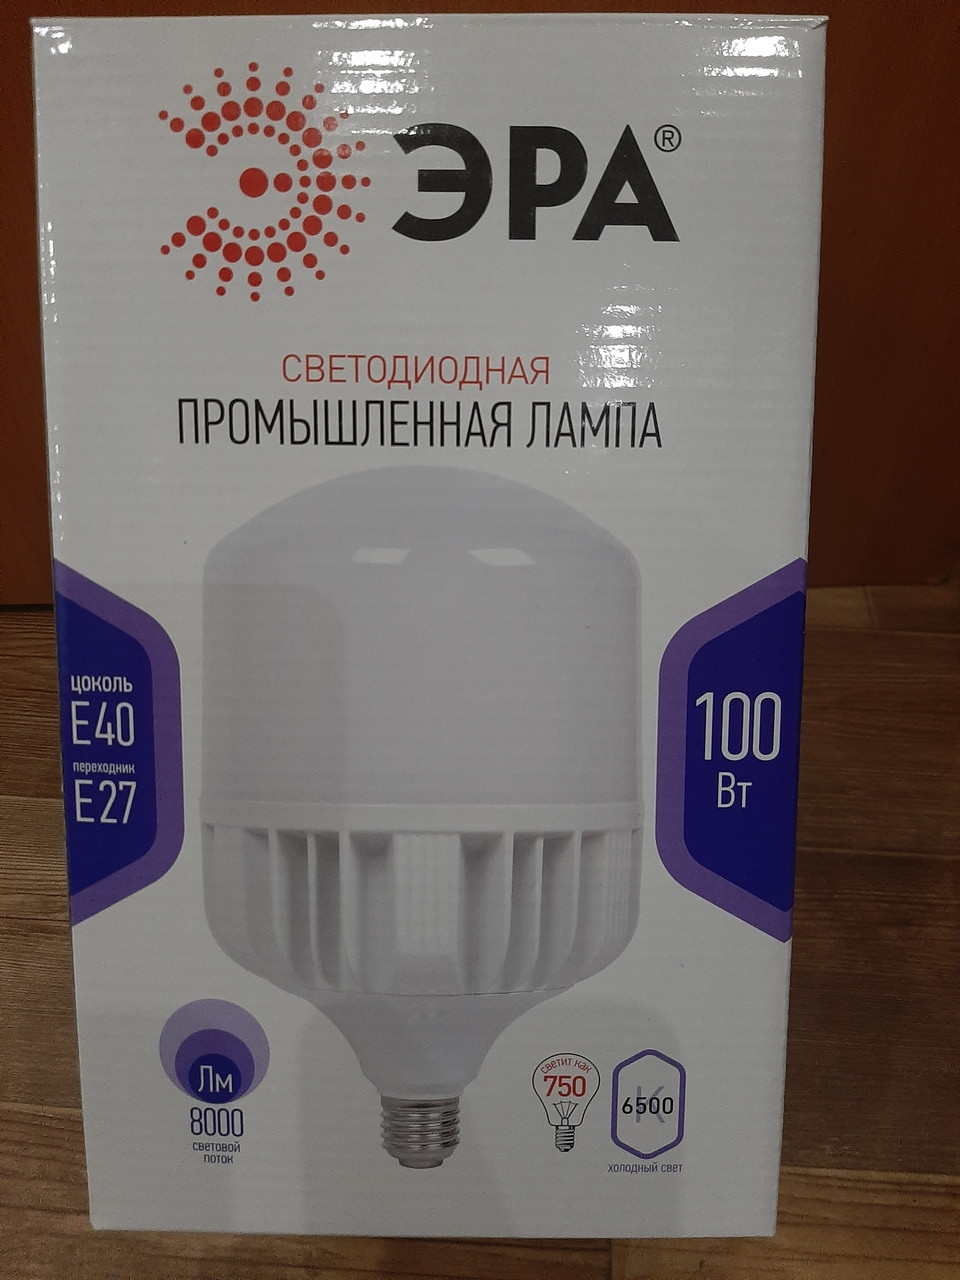 ЭРА®
СВЕТОДИОДНАЯ
ПРОМЫШЛЕННАЯ ЛАМПА
цоколь
E40
переходник
E27
100
Вт
Лм
8000
световой
поток
светит как
750
K
6500
холодный свет